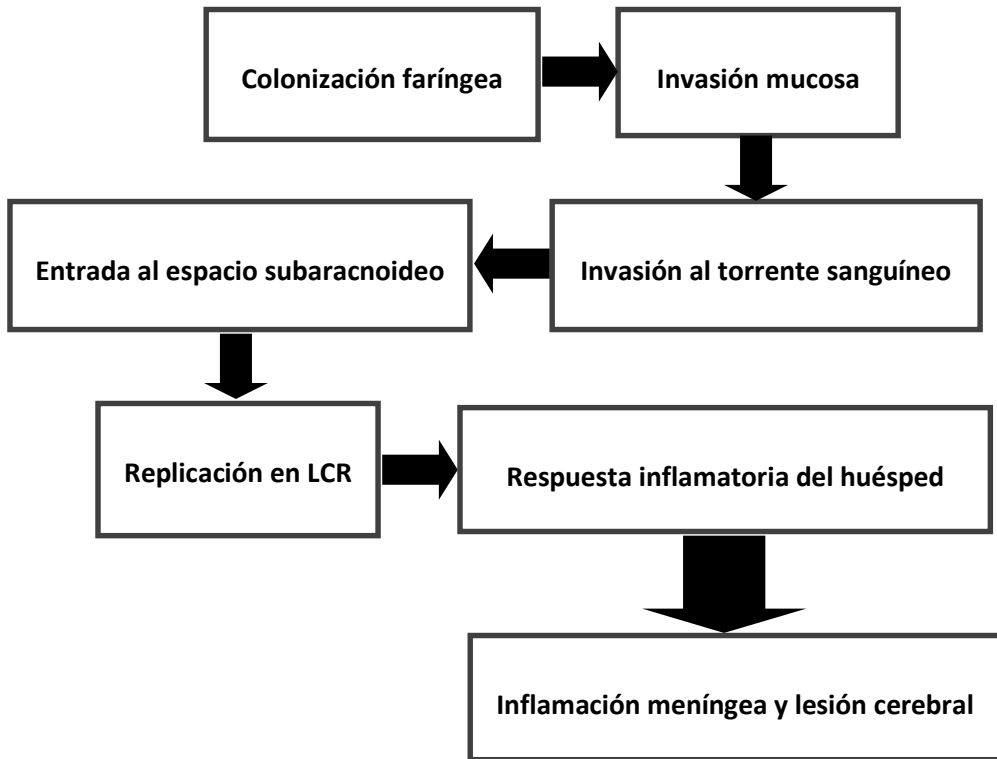 Colonización faríngea
Invasión mucosa
Invasión al torrente sanguíneo
Entrada al espacio subaracnoideo
Replicación en LCR
Respuesta inflamatoria del huésped
Inflamación meníngea y lesión cerebral